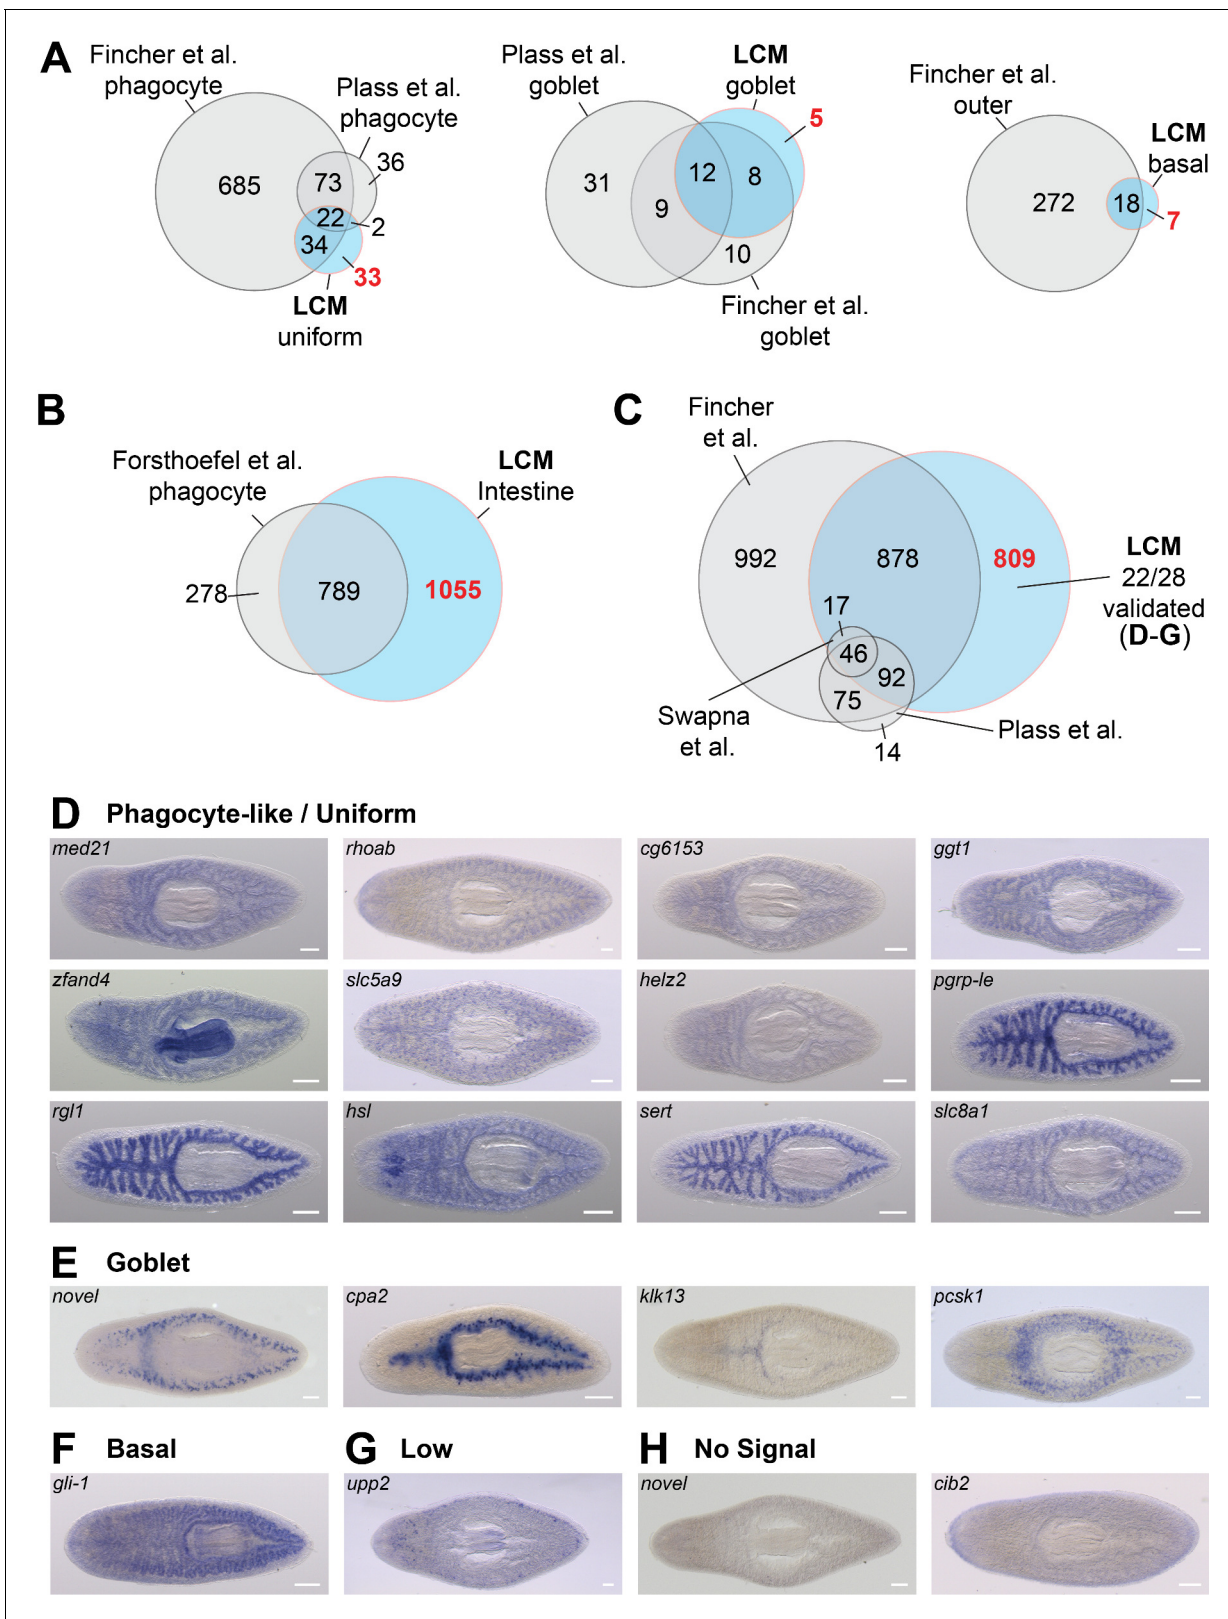 A
Fincher et al.
phagocyte
Plass et al.
phagocyte
685
73
36
22
2
34
33
LCM
uniform
Plass et al.
goblet
LCM
goblet
5
31
12
8
9
10
Fincher et al.
goblet
Fincher et al.
outer
LCM
basal
272
18
7
B
Forsthoefel et al.
phagocyte
LCM
Intestine
278
789
1055
C
Fincher
et al.
992
878
809
LCM
22/28
validated
(D-G)
17
46
92
75
Swapna
et al.
Plass et al.
14
D Phagocyte-like / Uniform
med21
rhoab
cg6153
ggt1
zfand4
slc5a9
helz2
pgrp-le
rgl1
hsl
sert
slc8a1
E Goblet
novel
cpa2
klk13
pcsk1
F Basal
G Low
H No Signal
gli-1
upp2
novel
cib2